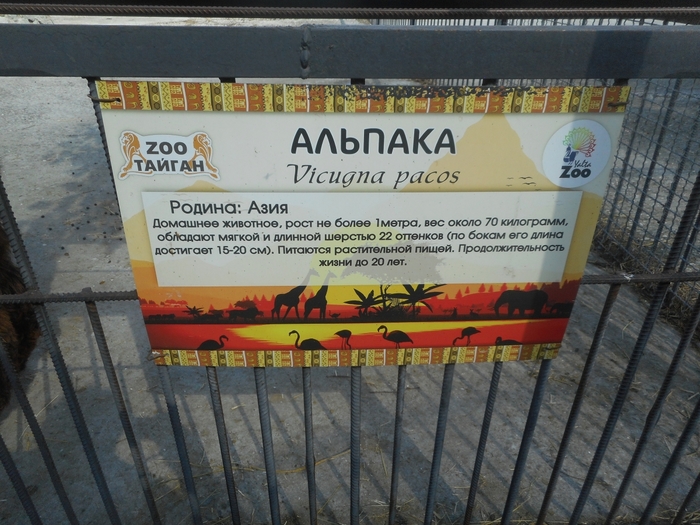 ZOO
ТАЙГАН
АЛЬПАКА
Vicugna pacos
Yalta
Zoo
Родина: Азия
Домашнее животное, рост не более 1метра, вес около 70 килограмм,
обладают мягкой и длинной шерстью 22 оттенков (по бокам его длина
достигает 15-20 см). Питаются растительной пищей. Продолжительность
жизни до 20 лет.